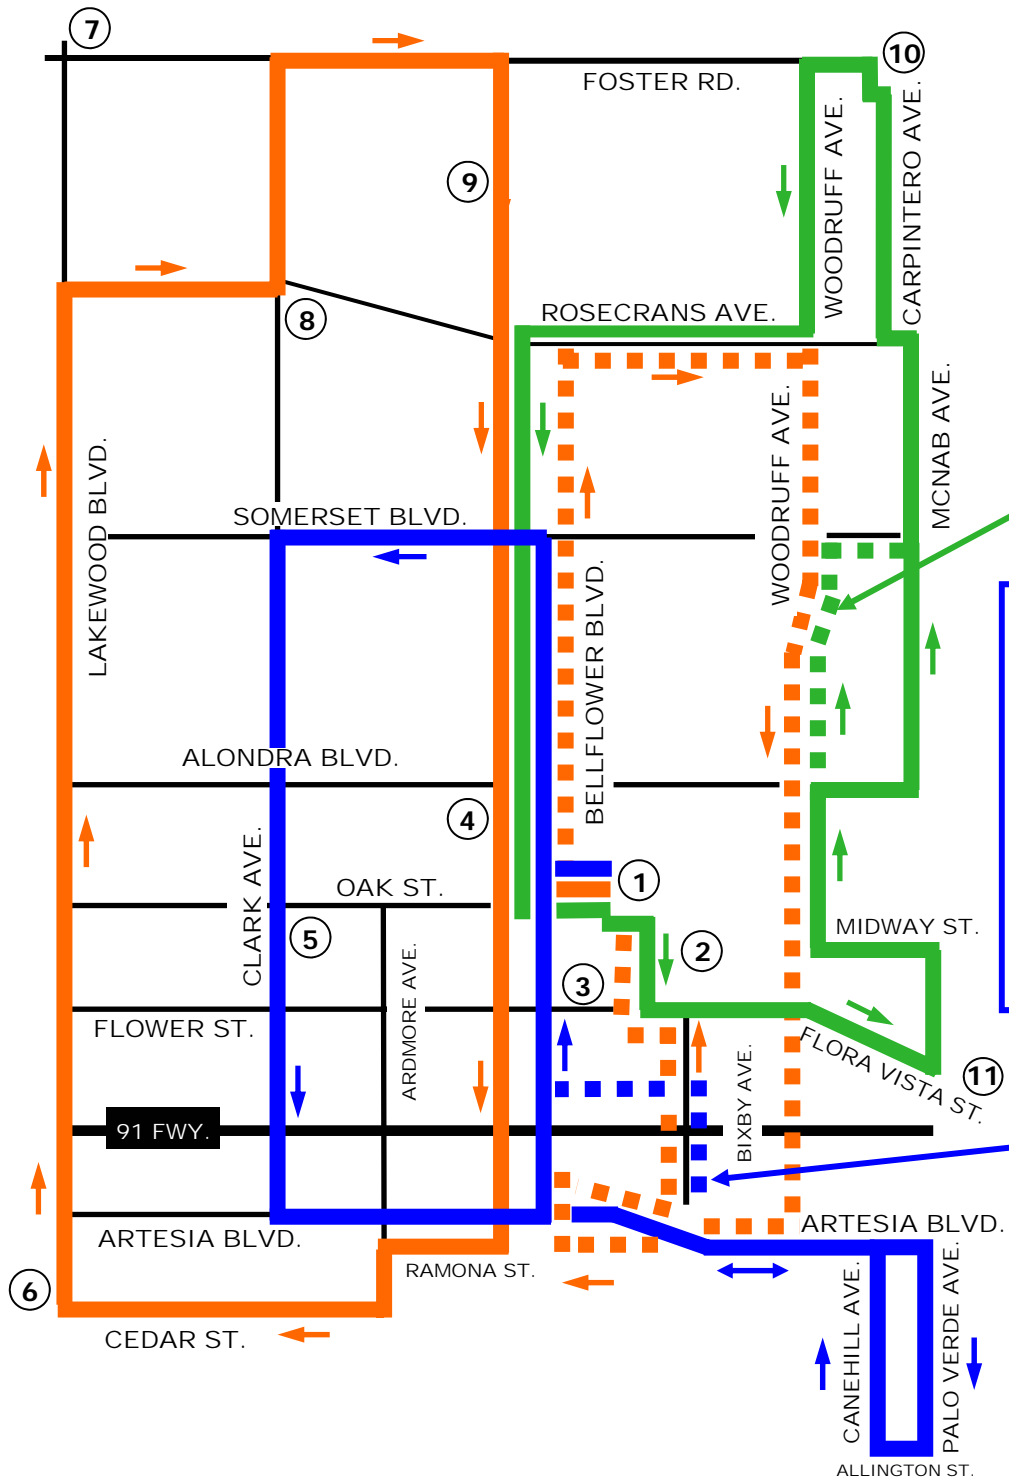 7
10
FOSTER RD.
WOODRUFF AVE.
CARPINTERO AVE.
9
8
ROSECRANS AVE.
LAKEWOOD BLVD.
SOMERSET BLVD.
WOODRUFF AVE.
MCNAB AVE.
BELLFLOWER BLVD.
ALONDRA BLVD.
4
CLARK AVE.
OAK ST.
1
5
ARDMORE AVE.
2
MIDWAY ST.
3
FLOWER ST.
BIXBY AVE.
FLORA VISTA ST.
11
91 FWY.
ARTESIA BLVD.
ARTESIA BLVD.
6
RAMONA ST.
CEDAR ST.
CANEHILL AVE.
PALO VERDE AVE.
ALLINGTON ST.